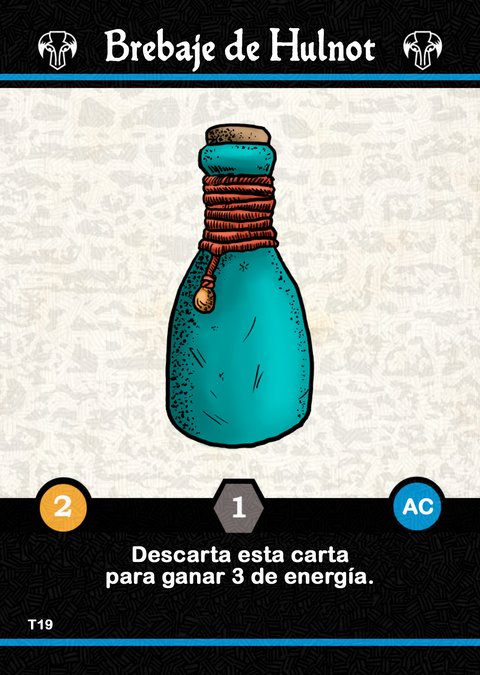 Brebaje de Hulnot
2
1
AC
Descarta esta carta
para ganar 3 de energía.
T19